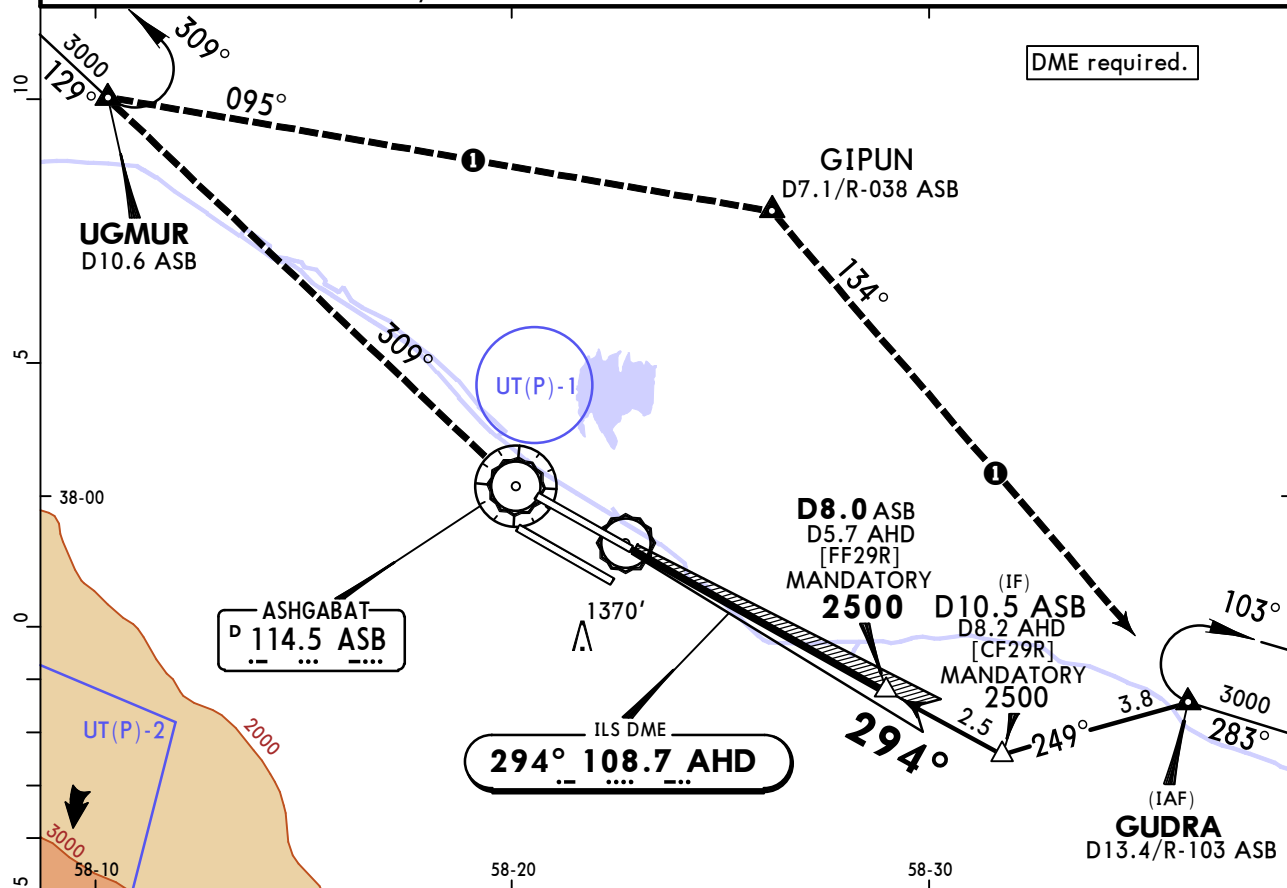 309°
DME required.
3000
129°
10
095°
❶
GIPUN
D7.1/R-038 ASB
UGMUR
D10.6 ASB
134°
309°
5
UT(P)-1
❶
38-00
D8.0 ASB
D5.7 AHD
[FF29R]
MANDATORY
2500
(IF)
D10.5 ASB
D8.2 AHD
[CF29R]
MANDATORY
2500
103°
ASHGABAT
D 114.5 ASB
1370'
0
3000
283°
3.8
2.5
249°
294°
UT(P)-2
2000
ILS DME
294° 108.7 AHD
(IAF)
GUDRA
D13.4/R-103 ASB
3000
58-10
58-20
58-30
5